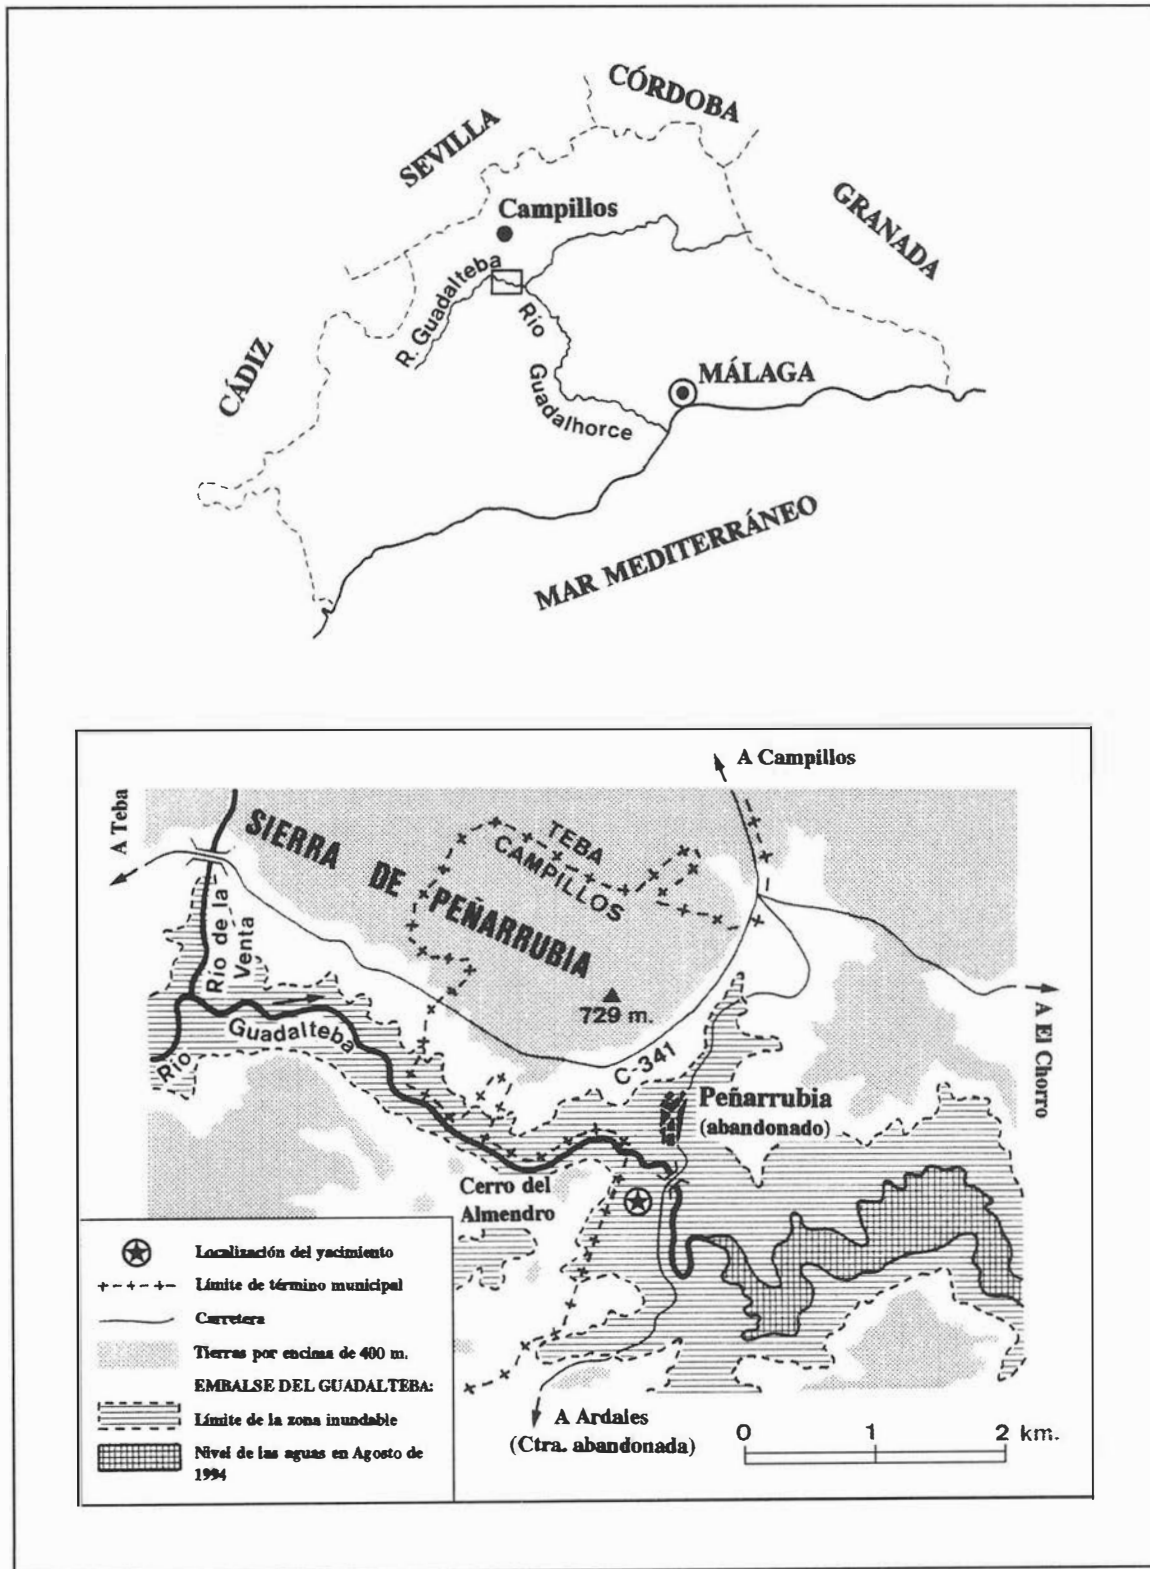 CÓRDOBA
SEVILLA
Campillos
GRANADA
R. Guadalteba
Río
Guadalhorce
CÁDIZ
MÁLAGA
MAR MEDITERRÁNEO
A Campillos
A Teba
SIERRA DE PEÑARRUBIA
TEBA
CAMPILLOS
Río de la
Venta
729 m.
Río Guadalteba
C-341
A El Chorro
Peñarrubia
(abandonado)
Cerro del
Almendro
Localización del yacimiento
Límite de término municipal
Carretera
Tierras por encima de 400 m.
EMBALSE DEL GUADALTEBA:
Límite de la zona inundable
Nivel de las aguas en Agosto de
1994
A Ardales
(Ctra. abandonada)
0 1 2 km.